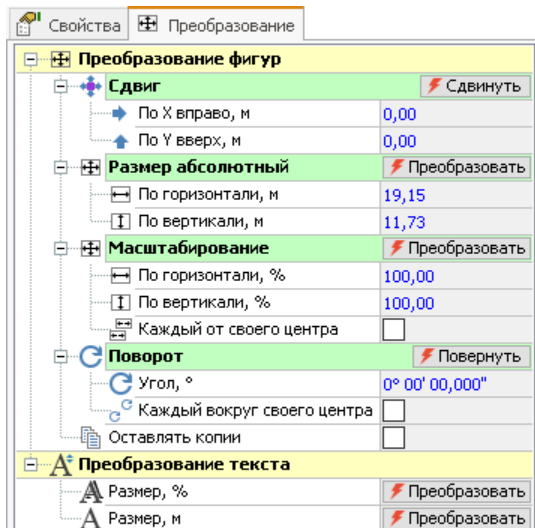 Свойства Преобразование
Преобразование фигур
Сдвиг Сдвинуть
По X вправо, м 0,00
По Y вверх, м 0,00
Размер абсолютный Преобразовать
По горизонтали, м 19,15
По вертикали, м 11,73
Масштабирование Преобразовать
По горизонтали, % 100,00
По вертикали, % 100,00
Каждый от своего центра
Поворот Повернуть
Угол, ° 0° 00' 00,000"
Каждый вокруг своего центра
Оставлять копии
Преобразование текста
Размер, % Преобразовать
Размер, м Преобразовать